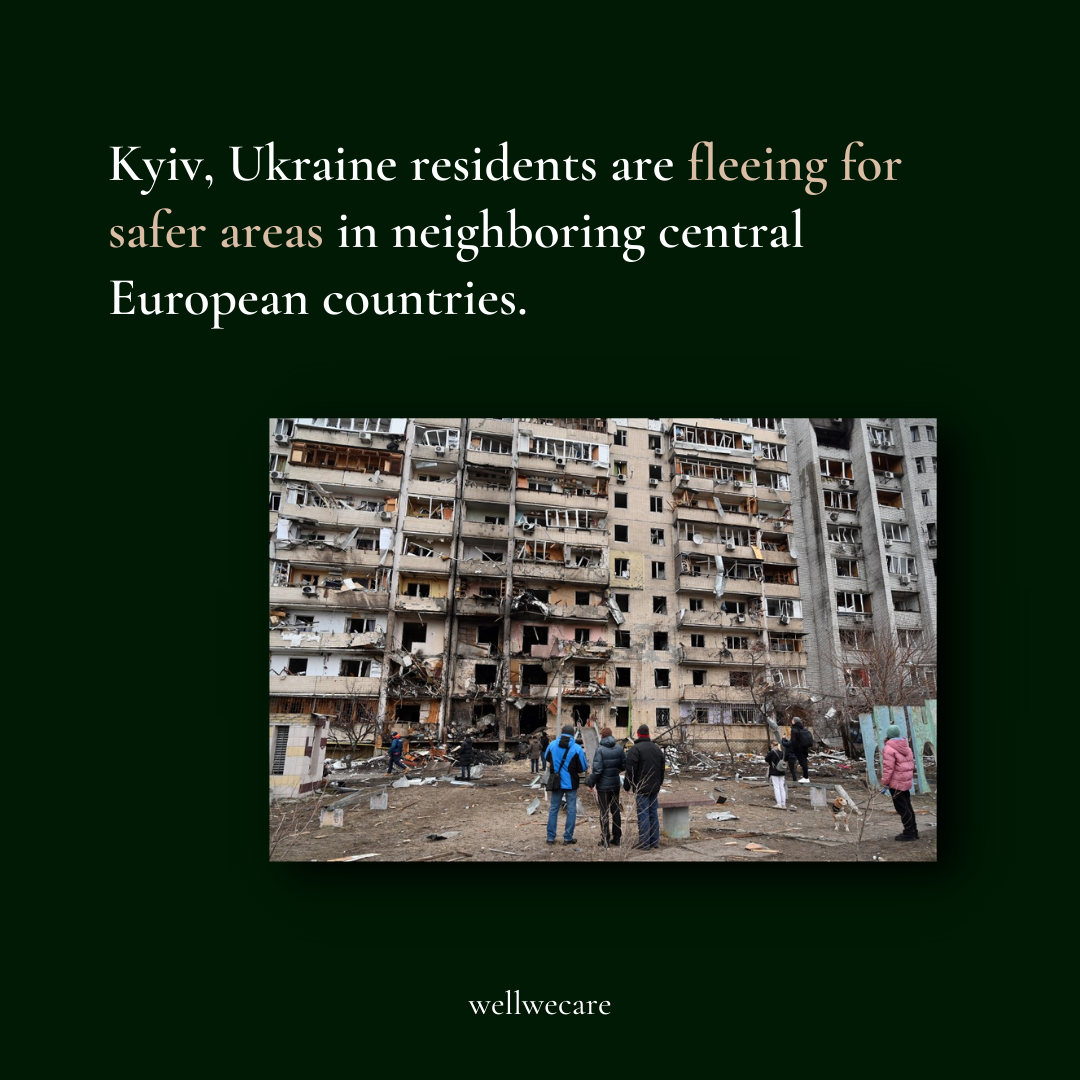 Kyiv, Ukraine residents are fleeing for
safer areas in neighboring central
European countries.
wellwecare